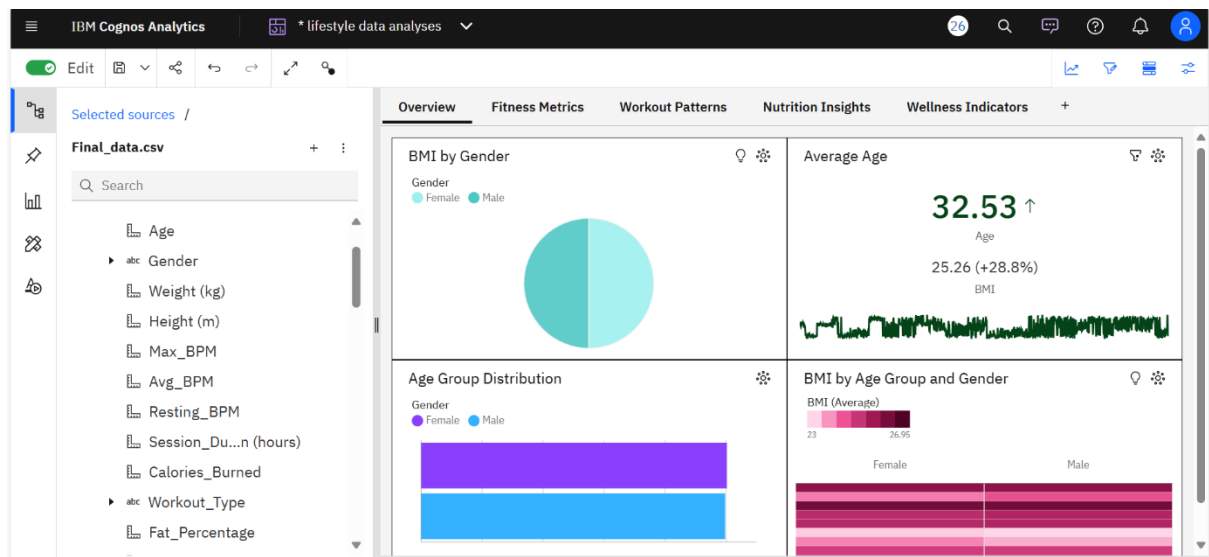 IBM Cognos Analytics
* lifestyle data analyses
26
Edit
Selected sources /
Final_data.csv
Search
Age
abc Gender
Weight (kg)
Height (m)
Max_BPM
Avg_BPM
Resting_BPM
Session_Du...n (hours)
Calories_Burned
abc Workout_Type
Fat_Percentage
Overview Fitness Metrics Workout Patterns Nutrition Insights Wellness Indicators +
BMI by Gender
Gender
Female Male
Average Age
32.53 ↑
Age
25.26 (+28.8%)
BMI
Age Group Distribution
Gender
Female Male
BMI by Age Group and Gender
BMI (Average)
23 26.95
Female Male